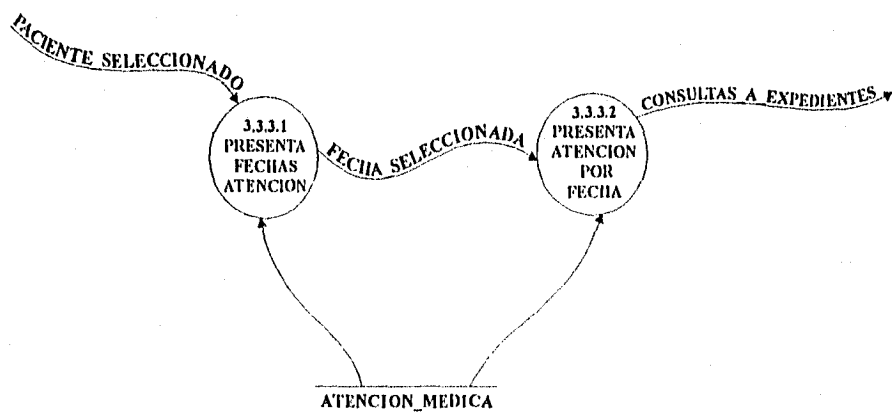 PACIENTE SELECCIONADO
3.3.3.1
PRESENTA
FECHAS
ATENCION
FECHA SELECCIONADA
3.3.3.2
PRESENTA
ATENCION
POR
FECHA
CONSULTAS A EXPEDIENTES
ATENCION_MEDICA